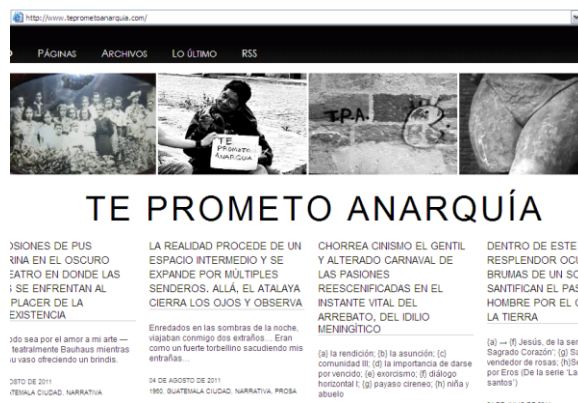 http://www.teprometoanarquia.com/
PÁGINAS ARCHIVOS LO ÚLTIMO RSS
TE
PROMETO
ANARQUIA
I.P.A.
TE PROMETO ANARQUÍA
OSIONES DE PUS
RINA EN EL OSCURO
EATRO EN DONDE LAS
S SE ENFRENTAN AL
PLACER DE LA
EXISTENCIA
odo sea por el amor a mi arte —
teatralmente Bauhaus mientras
su vaso ofreciendo un brindis.
OSTO DE 2011
TEMALA CIUDAD, NARRATIVA
LA REALIDAD PROCEDE DE UN
ESPACIO INTERMEDIO Y SE
EXPANDE POR MÚLTIPLES
SENDEROS. ALLÁ, EL ATALAYA
CIERRA LOS OJOS Y OBSERVA
Enredados en las sombras de la noche,
viajaban conmigo dos extraños... Eran
como un fuerte torbellino sacudiendo mis
entrañas...
04 DE AGOSTO DE 2011
1960, GUATEMALA CIUDAD, NARRATIVA, PROSA
CHORREA CINISMO EL GENTIL
Y ALTERADO CARNAVAL DE
LAS PASIONES
REESCENIFICADAS EN EL
INSTANTE VITAL DEL
ARREBATO, DEL IDILIO
MENINGÍTICO
(a) la rendición; (b) la asunción; (c)
comunidad III; (d) la importancia de darse
por vencido; (e) exorcismo; (f) diálogo
horizontal I; (g) payaso cireneo; (h) niña y
abuelo
DENTRO DE ESTE
RESPLENDOR OCU
BRUMAS DE UN SO
SANTIFICAN EL PAS
HOMBRE POR EL C
LA TIERRA
(a) → (f) Jesús, de la ser
Sagrado Corazón'; (g) Sa
vendedor de rosas; (h)Se
por Eros (De la serie 'La
santos')